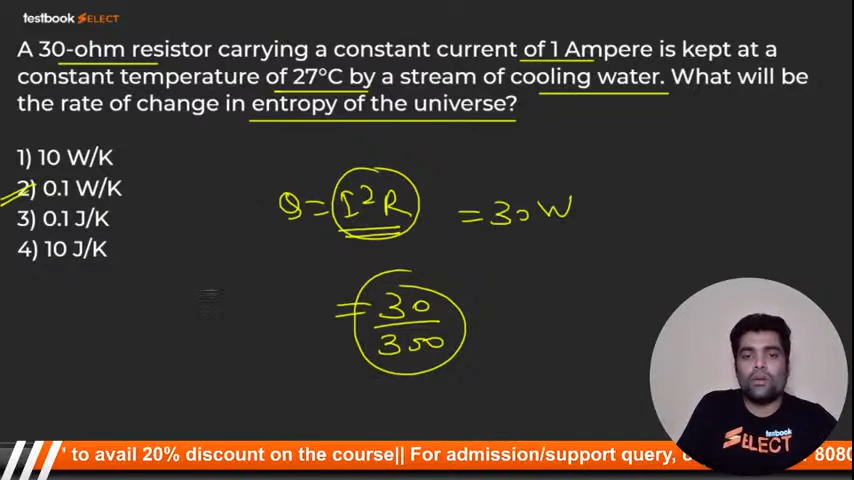 testbook SELECT
A 30-ohm resistor carrying a constant current of 1 Ampere is kept at a
constant temperature of 27°C by a stream of cooling water. What will be
the rate of change in entropy of the universe?
1) 10 W/K
2) 0.1 W/K
3) 0.1 J/K
4) 10 J/K
Q = I²R = 30 W
= 30/300
testbook
SELECT
' to avail 20% discount on the course|| For admission/support query, 8080